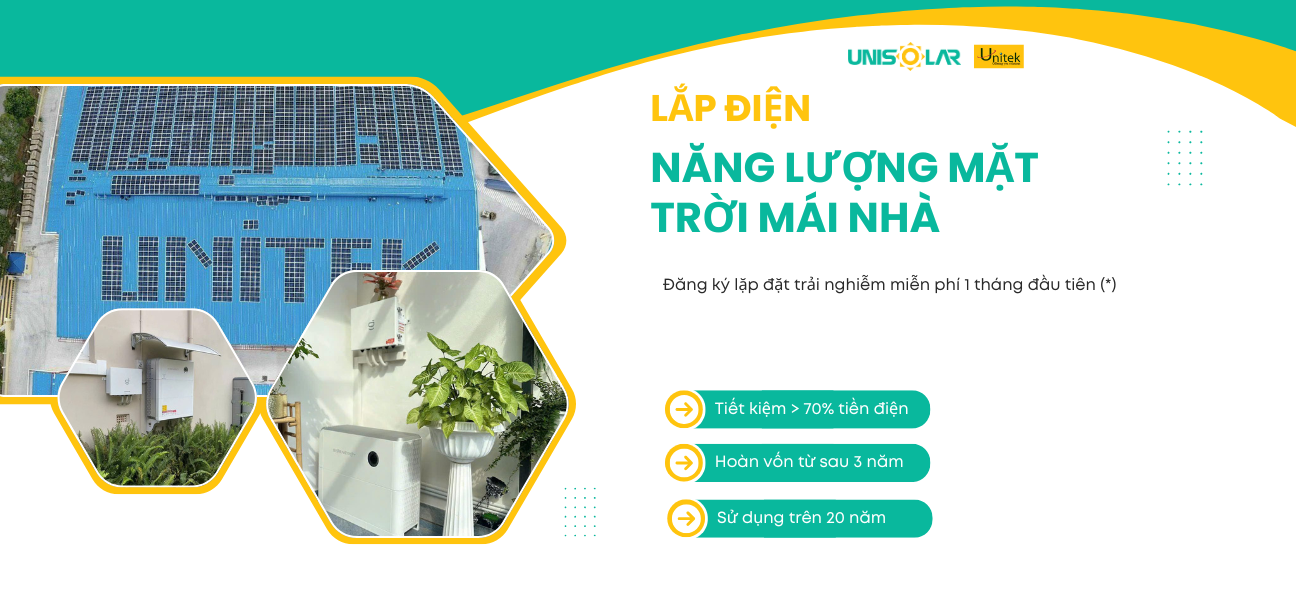 UNISOLAR
Unitek
LẮP ĐIỆN
NĂNG LƯỢNG MẶT
TRỜI MÁI NHÀ
Đăng ký lặp đặt trải nghiễm miễn phí 1 tháng đầu tiên (*)
UNITEK
Tiết kiệm > 70% tiền điện
Hoàn vốn từ sau 3 năm
Sử dụng trên 20 năm